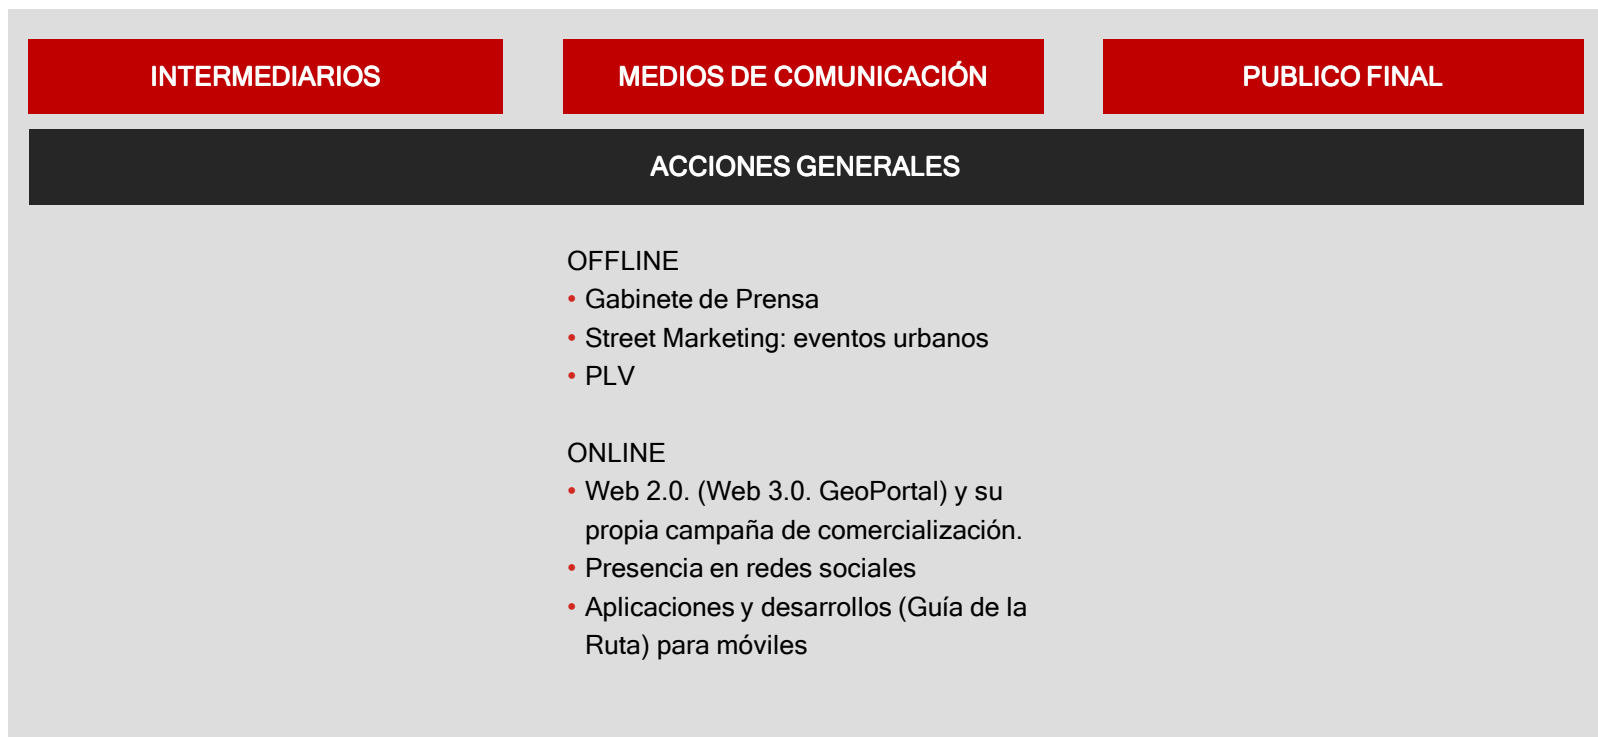 INTERMEDIARIOS
MEDIOS DE COMUNICACIÓN
PUBLICO FINAL
ACCIONES GENERALES
OFFLINE
• Gabinete de Prensa
• Street Marketing: eventos urbanos
• PLV
ONLINE
• Web 2.0. (Web 3.0. GeoPortal) y su
propia campaña de comercialización.
• Presencia en redes sociales
• Aplicaciones y desarrollos (Guía de la
Ruta) para móviles